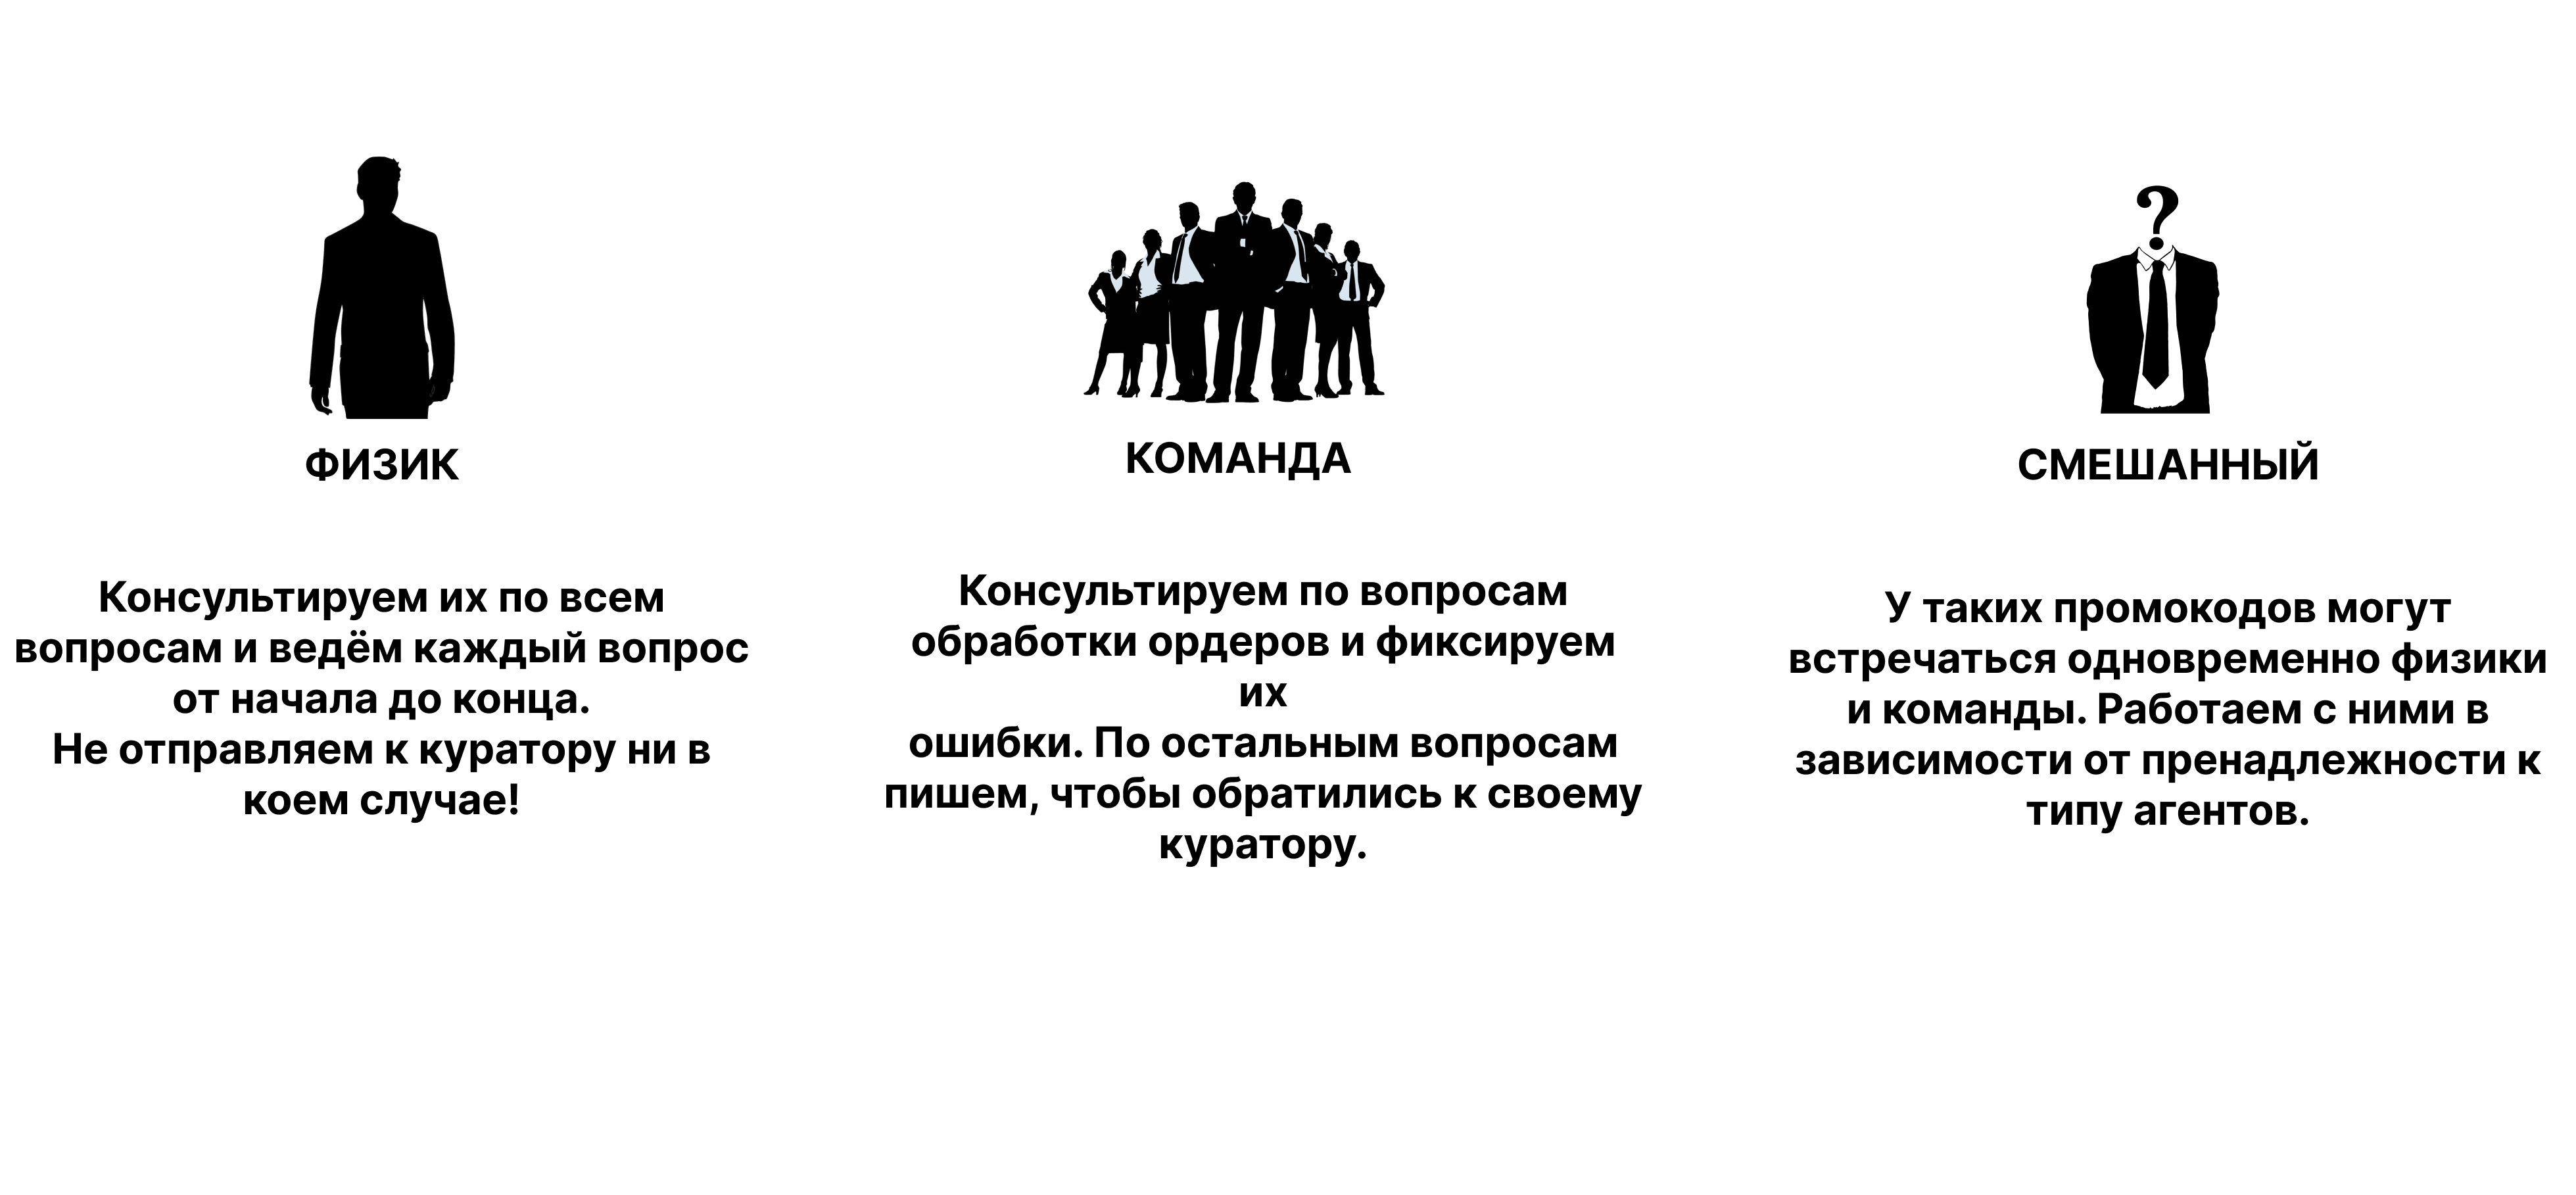 ФИЗИК
Консультируем их по всем
вопросам и ведём каждый вопрос
от начала до конца.
Не отправляем к куратору ни в
коем случае!
КОМАНДА
Консультируем по вопросам
обработки ордеров и фиксируем
их
ошибки. По остальным вопросам
пишем, чтобы обратились к своему
куратору.
?
СМЕШАННЫЙ
У таких промокодов могут
встречаться одновременно физики
и команды. Работаем с ними в
зависимости от пренадлежности к
типу агентов.